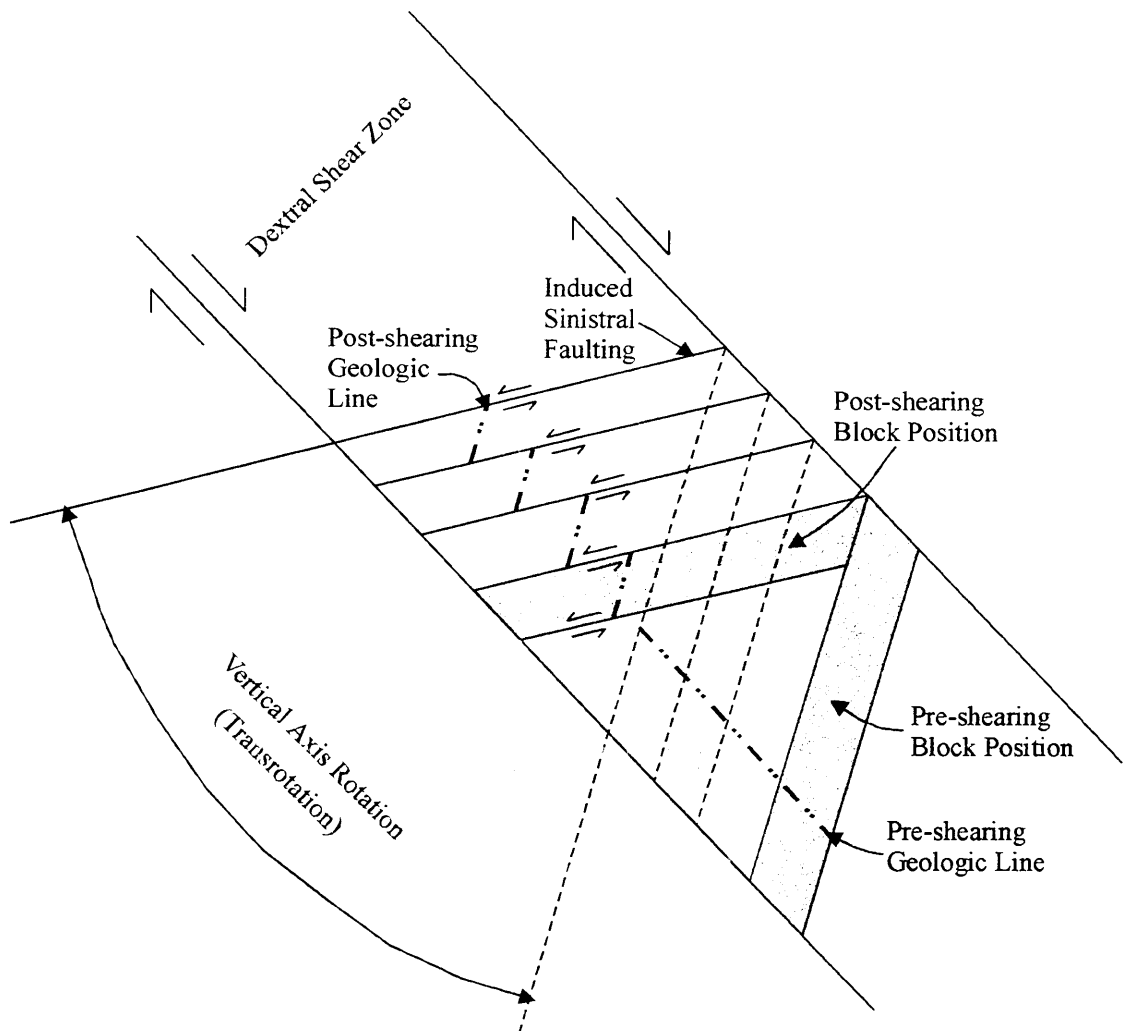 Dextral Shear Zone
Induced
Sinistral
Faulting
Post-shearing
Geologic
Line
Post-shearing
Block Position
Vertical Axis Rotation
(Transrotation)
Pre-shearing
Block Position
Pre-shearing
Geologic Line